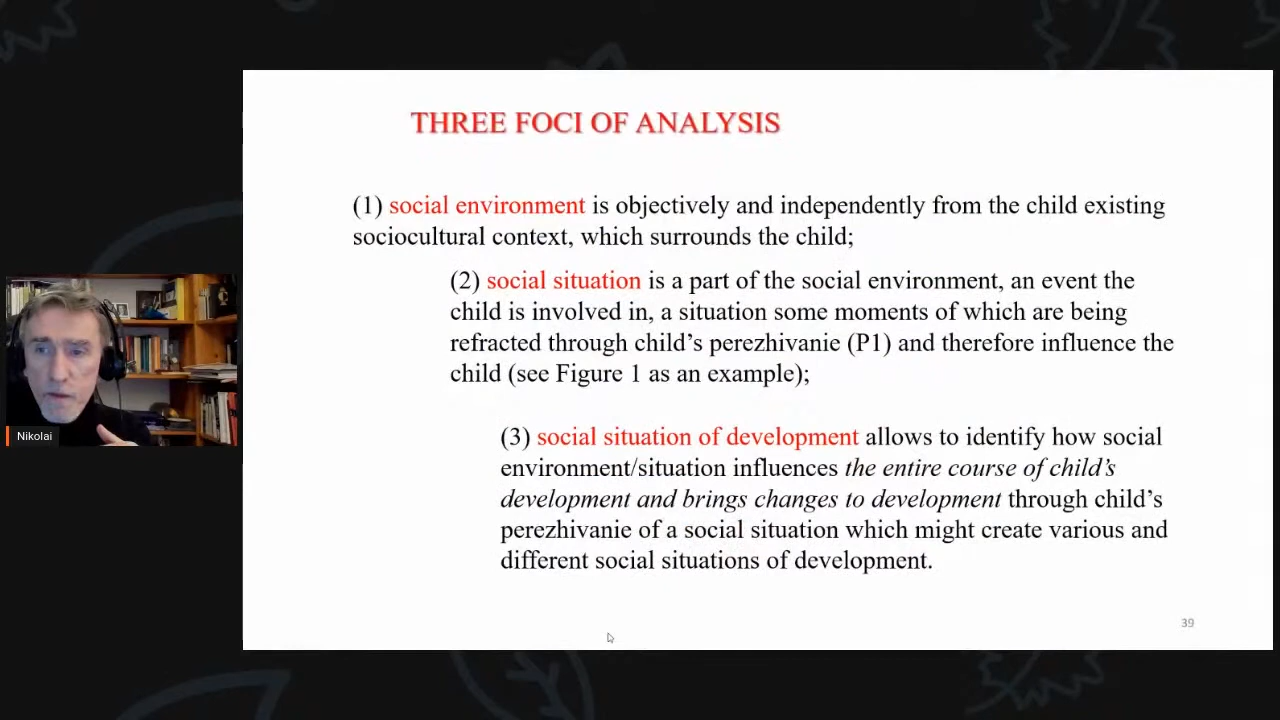 THREE FOCI OF ANALYSIS
(1) social environment is objectively and independently from the child existing
sociocultural context, which surrounds the child;
(2) social situation is a part of the social environment, an event the
child is involved in, a situation some moments of which are being
refracted through child’s perezhivanie (P1) and therefore influence the
child (see Figure 1 as an example);
(3) social situation of development allows to identify how social
environment/situation influences the entire course of child’s
development and brings changes to development through child’s
perezhivanie of a social situation which might create various and
different social situations of development.
39
Nikolai